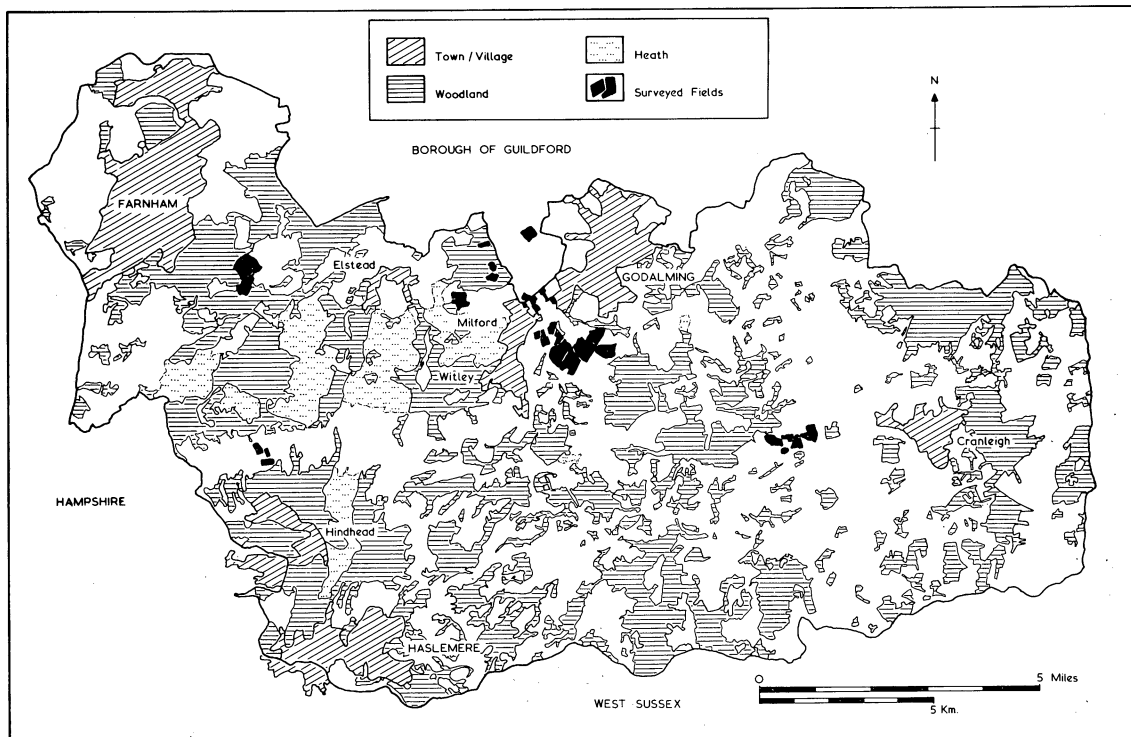 Town / Village
Heath
Woodland
Surveyed Fields
N
BOROUGH OF GUILDFORD
FARNHAM
Elstead
GODALMING
Milford
Witley
Cranleigh
HAMPSHIRE
Hindhead
HASLEMERE
WEST SUSSEX
O
5 Miles
5 Km.